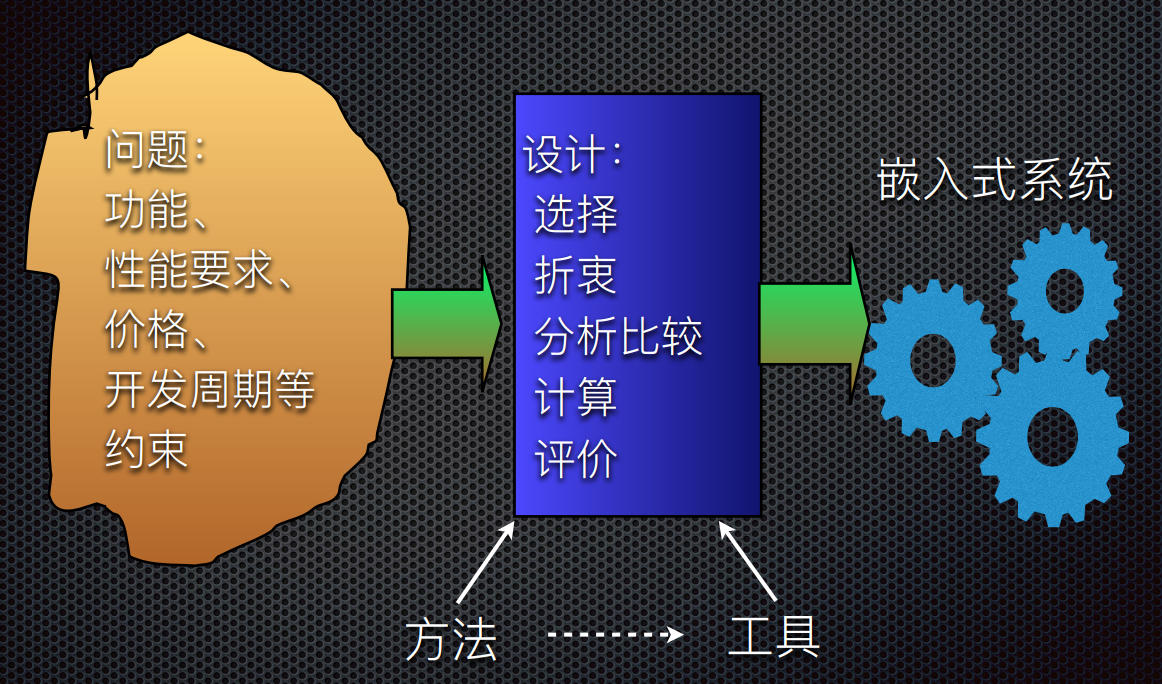 问题：
功能、
性能要求、
价格、
开发周期等
约束
设计：
选择
折衷
分析比较
计算
评价
嵌入式系统
方法
工具